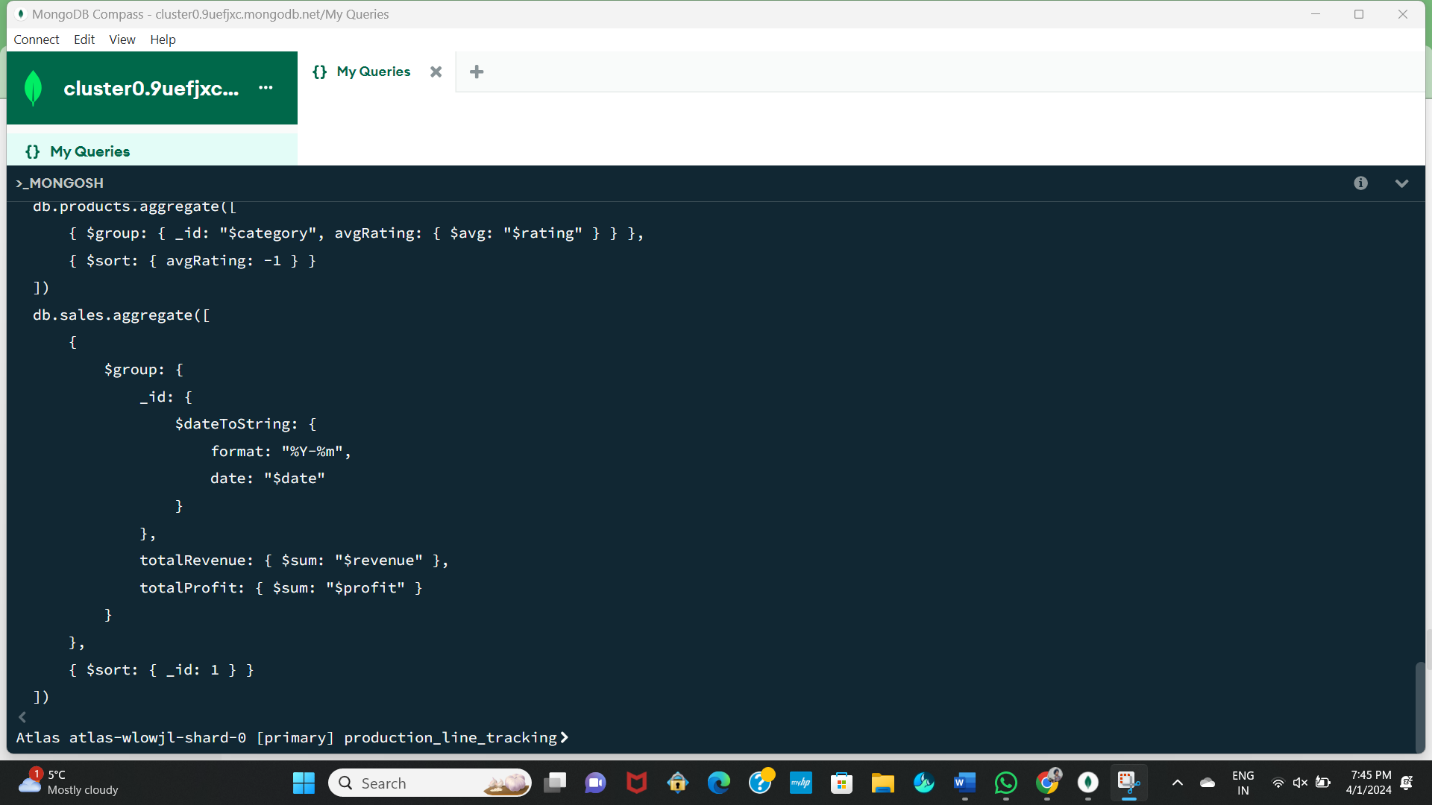 MongoDB Compass - cluster0.9uefjxc.mongodb.net/My Queries
Connect Edit View Help
cluster0.9uefjxc... ...
{} My Queries
{} My Queries
>_MONGOSH
db.products.aggregate([
{ $group: { _id: "$category", avgRating: { $avg: "$rating" } } },
{ $sort: { avgRating: -1 } }
])
db.sales.aggregate([
{
$group: {
_id: {
$dateToString: {
format: "%Y-%m",
date: "$date"
}
},
totalRevenue: { $sum: "$revenue" },
totalProfit: { $sum: "$profit" }
}
},
{ $sort: { _id: 1 } }
])
<
Atlas atlas-wlowjl-shard-0 [primary] production_line_tracking>
1
5°C
Mostly cloudy
Search
myhp
W
ENG
IN
7:45 PM
4/1/2024